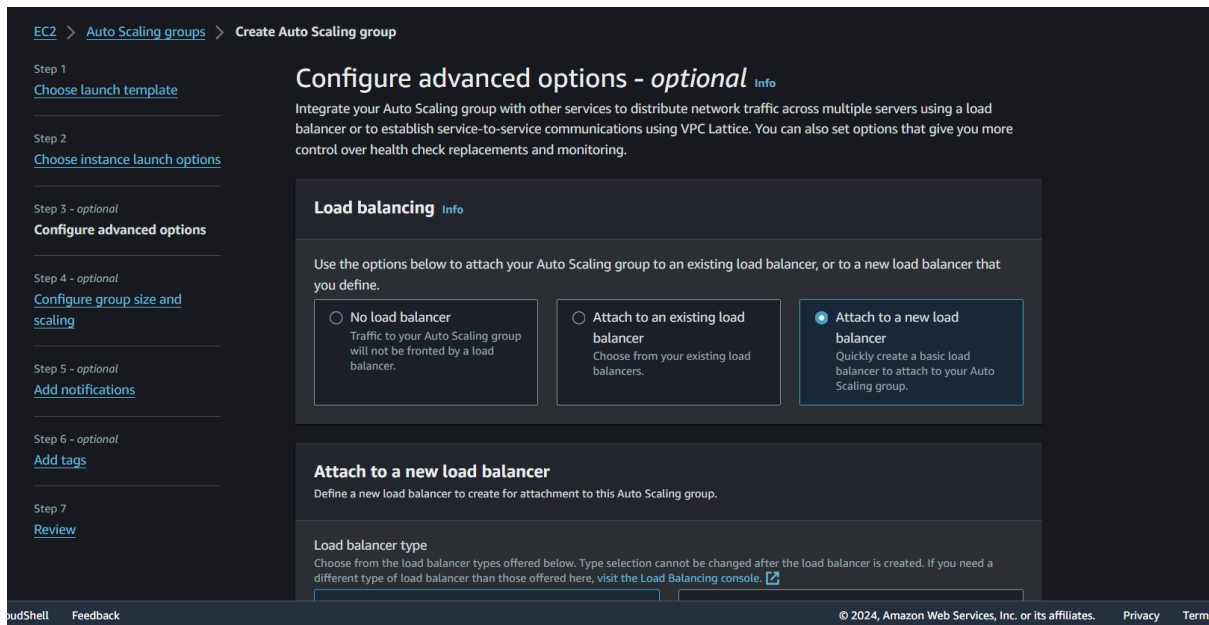 EC2 > Auto Scaling groups > Create Auto Scaling group
Step 1
Choose launch template
Step 2
Choose instance launch options
Step 3 - optional
Configure advanced options
Step 4 - optional
Configure group size and
scaling
Step 5 - optional
Add notifications
Step 6 - optional
Add tags
Step 7
Review
Configure advanced options - optional Info
Integrate your Auto Scaling group with other services to distribute network traffic across multiple servers using a load
balancer or to establish service-to-service communications using VPC Lattice. You can also set options that give you more
control over health check replacements and monitoring.
Load balancing Info
Use the options below to attach your Auto Scaling group to an existing load balancer, or to a new load balancer that
you define.
No load balancer
Traffic to your Auto Scaling group
will not be fronted by a load
balancer.
Attach to an existing load
balancer
Choose from your existing load
balancers.
Attach to a new load
balancer
Quickly create a basic load
balancer to attach to your Auto
Scaling group.
Attach to a new load balancer
Define a new load balancer to create for attachment to this Auto Scaling group.
Load balancer type
Choose from the load balancer types offered below. Type selection cannot be changed after the load balancer is created. If you need a
different type of load balancer than those offered here, visit the Load Balancing console.
oudShell Feedback © 2024, Amazon Web Services, Inc. or its affiliates. Privacy Term